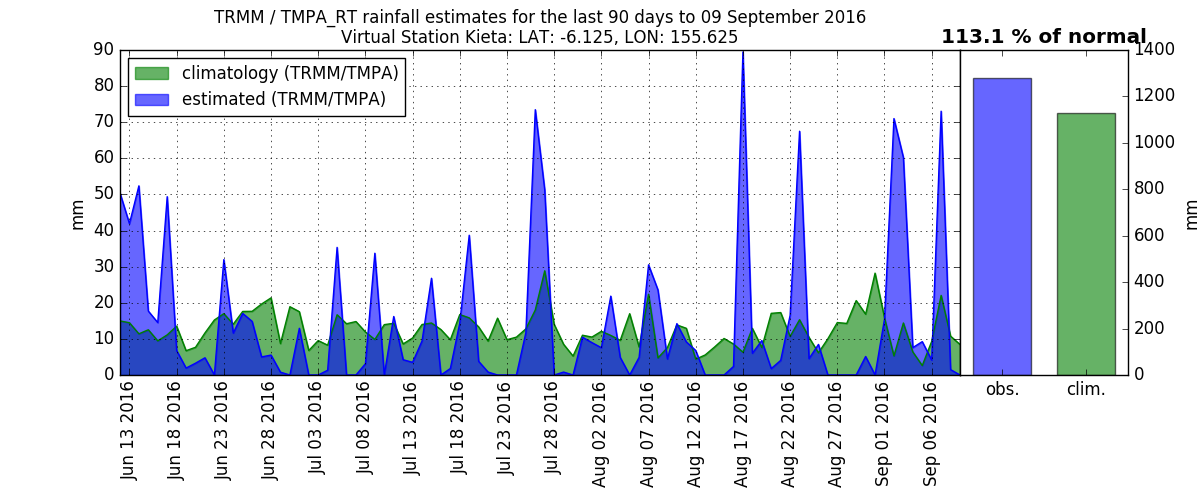 TRMM / TMPA_RT rainfall estimates for the last 90 days to 09 September 2016
Virtual Station Kieta: LAT: -6.125, LON: 155.625
113.1 % of normal
climatology (TRMM/TMPA)
estimated (TRMM/TMPA)
90
80
70
60
50
40
30
20
10
0
mm
1400
1200
1000
800
600
400
200
0
mm
Jun 13 2016
Jun 18 2016
Jun 23 2016
Jun 28 2016
Jul 03 2016
Jul 08 2016
Jul 13 2016
Jul 18 2016
Jul 23 2016
Jul 28 2016
Aug 02 2016
Aug 07 2016
Aug 12 2016
Aug 17 2016
Aug 22 2016
Aug 27 2016
Sep 01 2016
Sep 06 2016
obs.
clim.